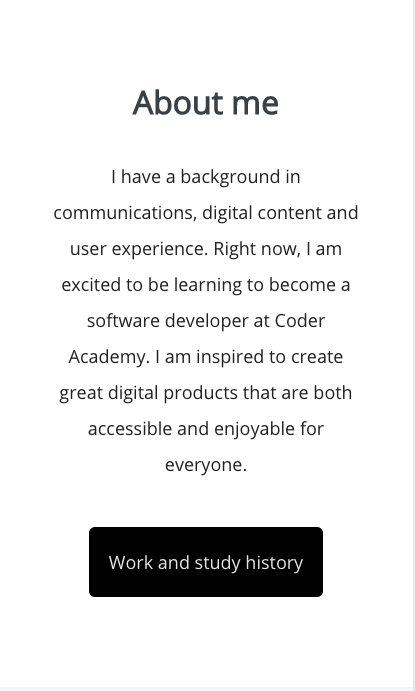 About me
I have a background in
communications, digital content and
user experience. Right now, I am
excited to be learning to become a
software developer at Coder
Academy. I am inspired to create
great digital products that are both
accessible and enjoyable for
everyone.
Work and study history